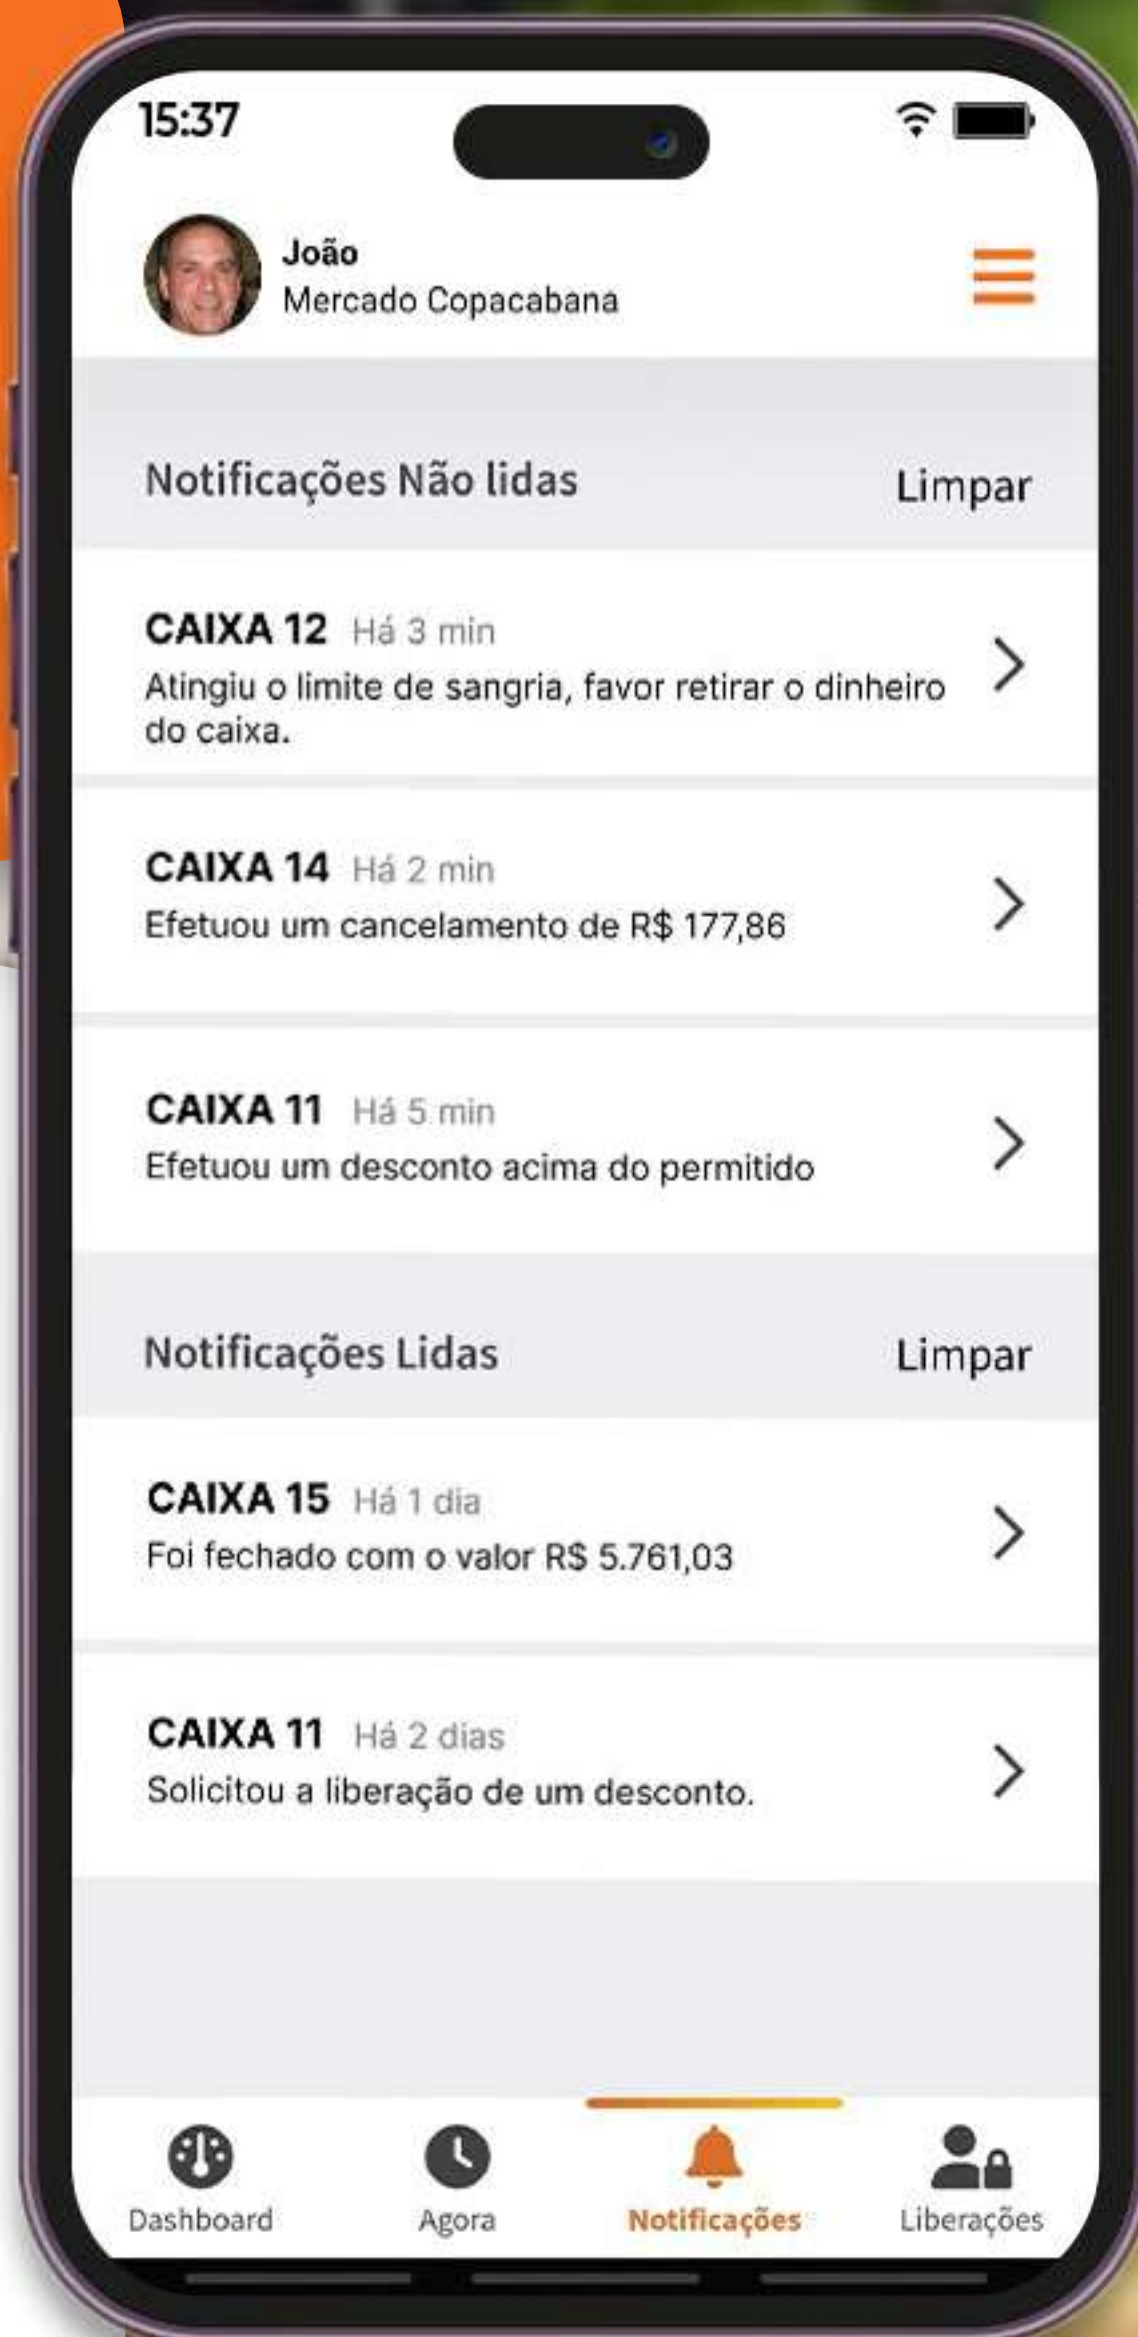 15:37
João
Mercado Copacabana
Notificações Não lidas
Limpar
CAIXA 12 Há 3 min
Atingiu o limite de sangria, favor retirar o dinheiro
do caixa.
CAIXA 14 Há 2 min
Efetuou um cancelamento de R$ 177,86
CAIXA 11 Há 5 min
Efetuou um desconto acima do permitido
Notificações Lidas
Limpar
CAIXA 15 Há 1 dia
Foi fechado com o valor R$ 5.761,03
CAIXA 11 Há 2 dias
Solicitou a liberação de um desconto.
Dashboard
Agora
Notificações
Liberações